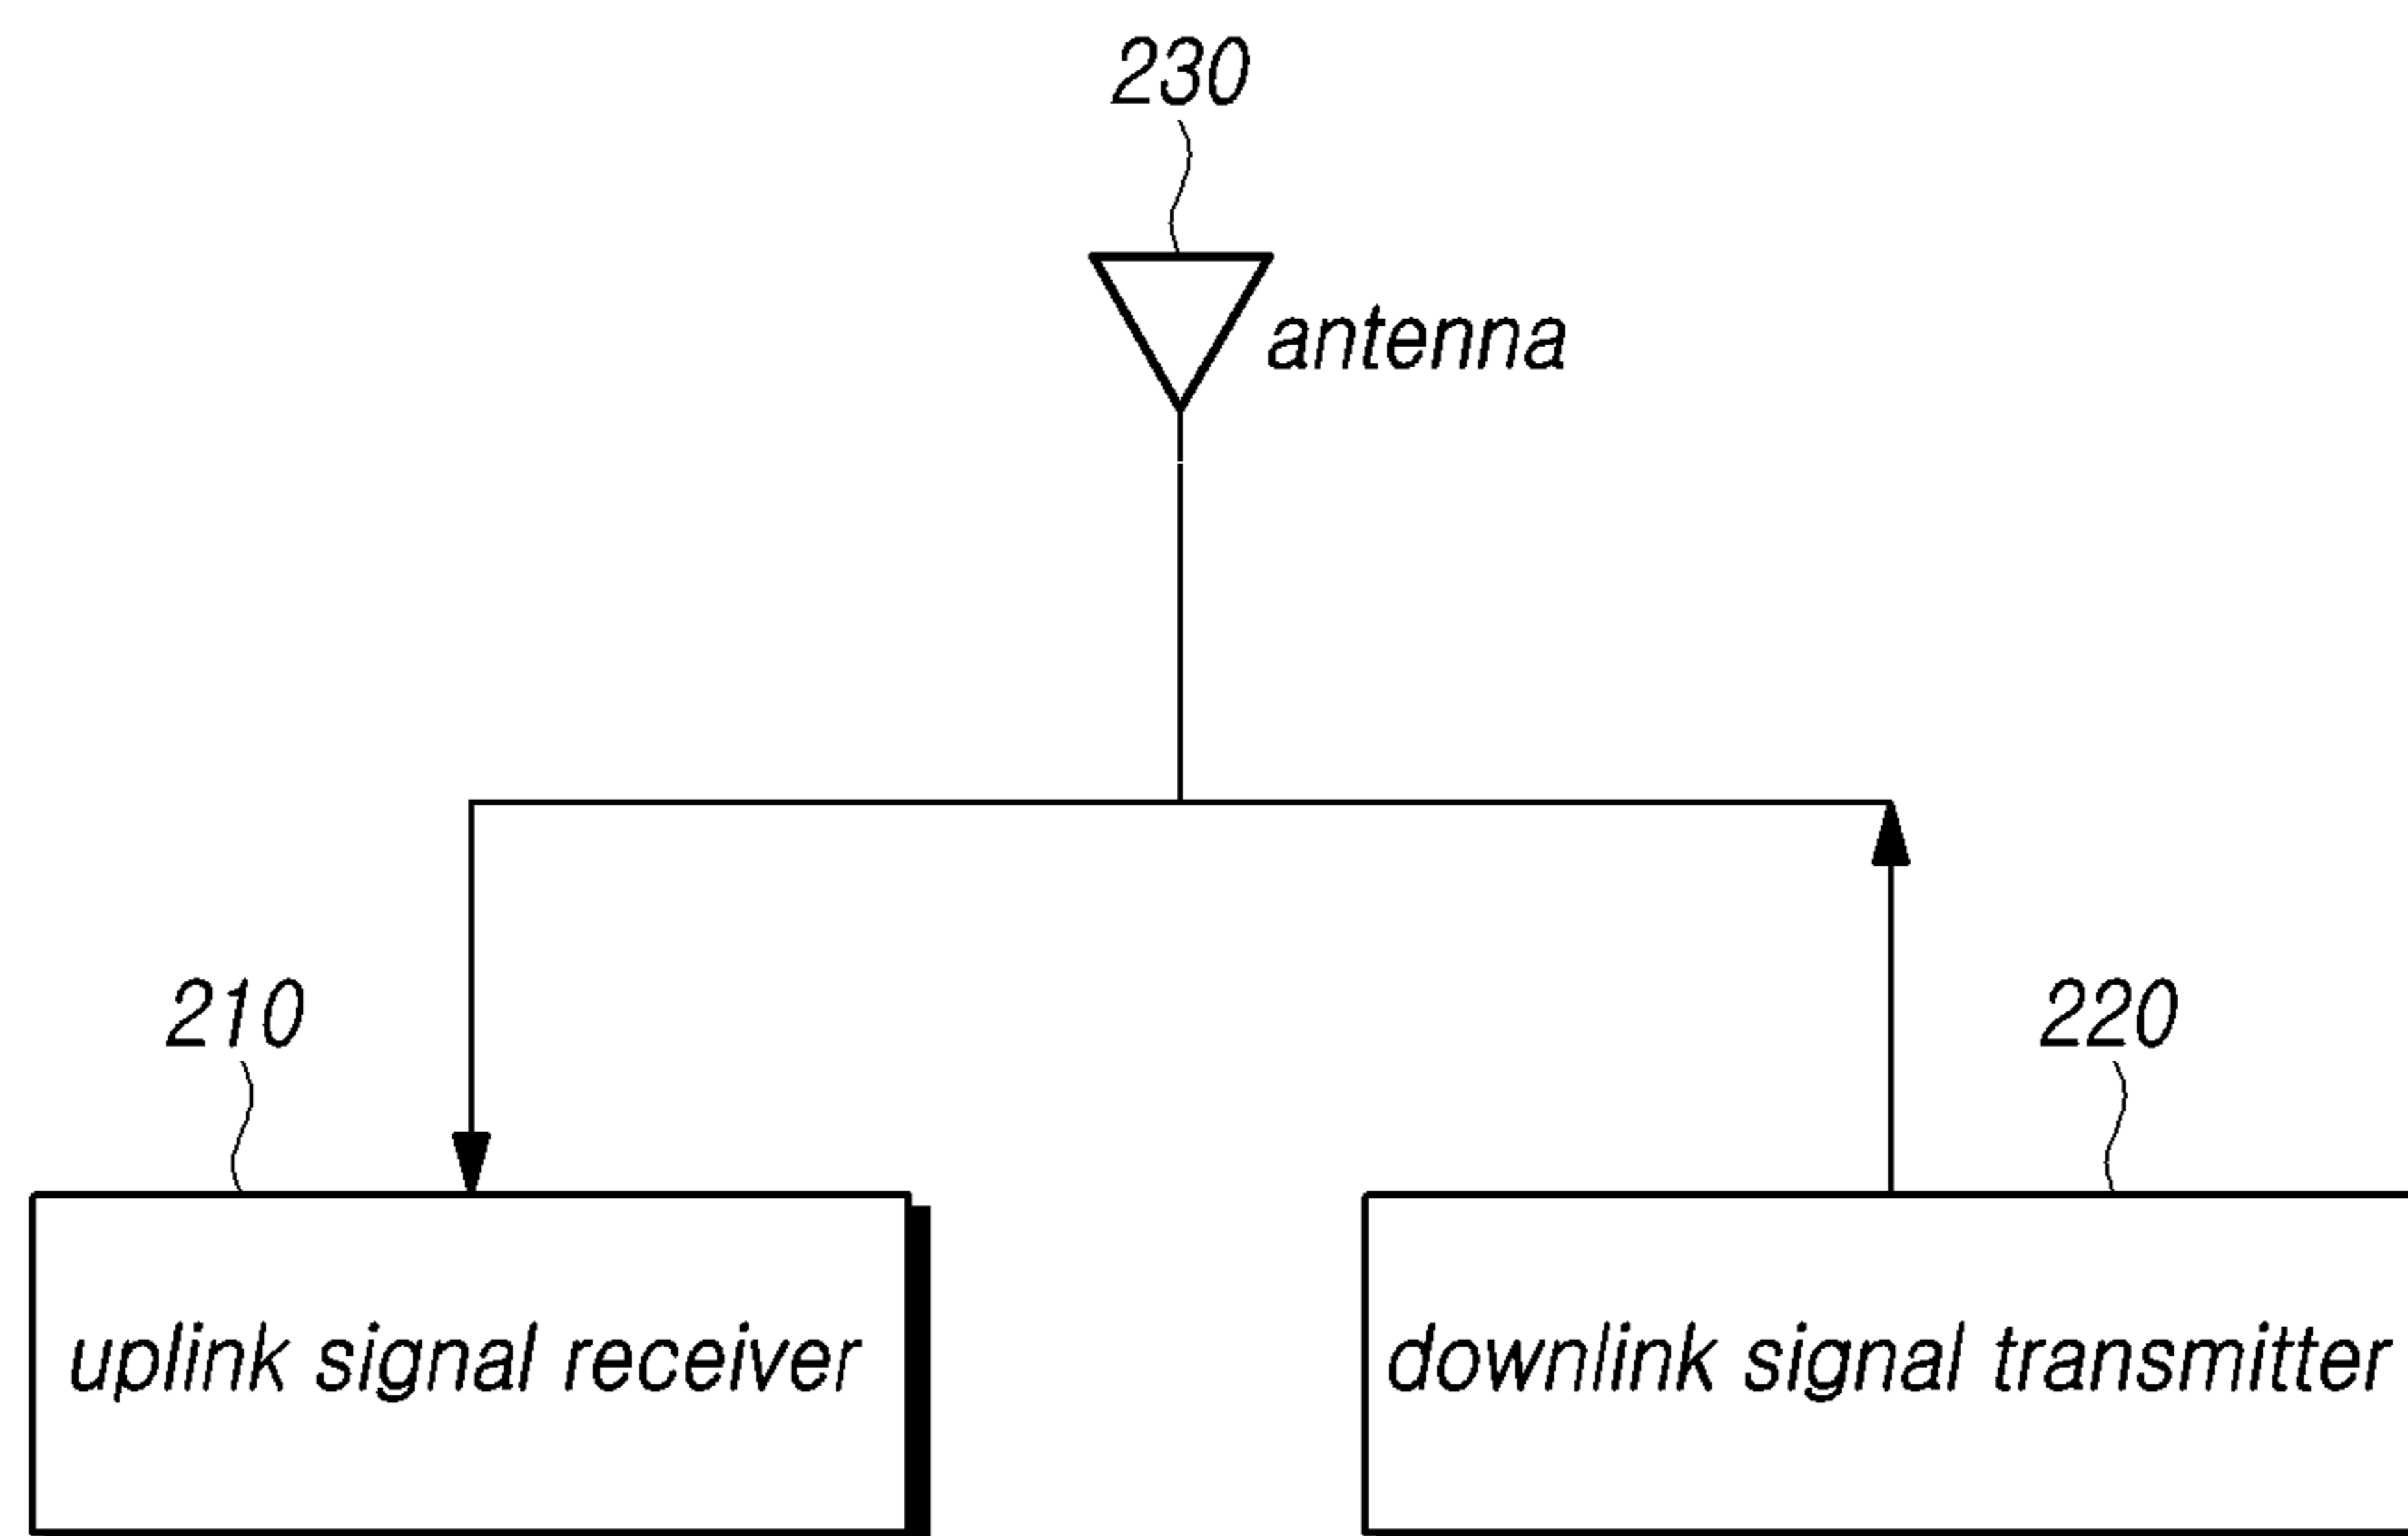 230
antenna
210
220
uplink signal receiver
downlink signal transmitter